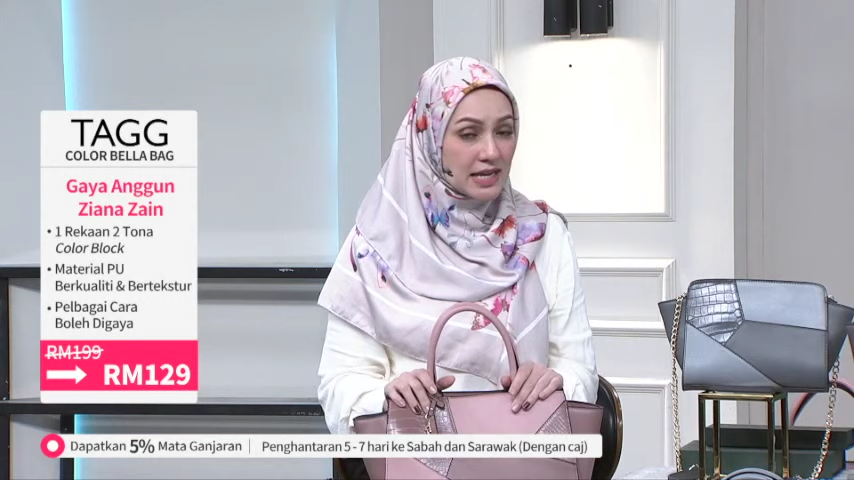 TAGG
COLOR BELLA BAG
Gaya Anggun
Ziana Zain
• 1 Rekaan 2 Tona
Color Block
• Material PU
Berkualiti & Bertekstur
• Pelbagai Cara
Boleh Digaya
RM199
RM129
Dapatkan 5% Mata Ganjaran | Penghantaran 5 - 7 hari ke Sabah dan Sarawak (Dengan caj)